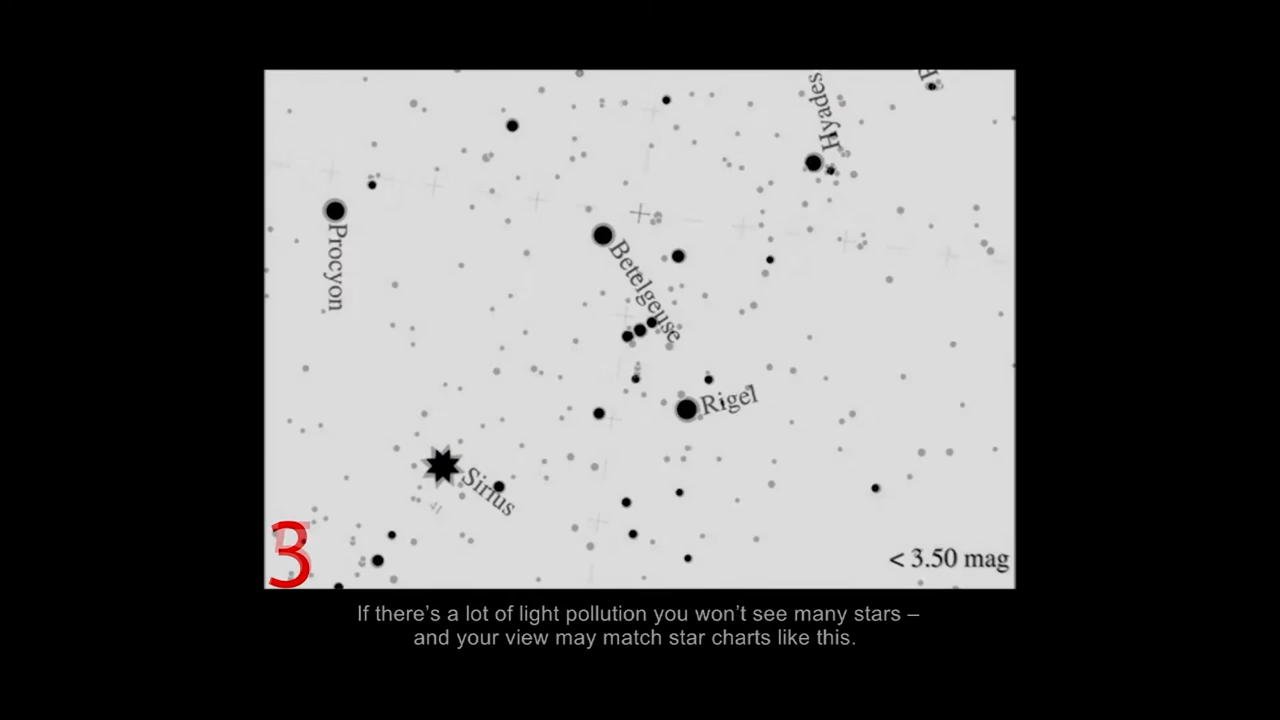 Hyades
Procyon
Betelgeuse
Rigel
Sirius
3
< 3.50 mag
If there’s a lot of light pollution you won’t see many stars –
and your view may match star charts like this.